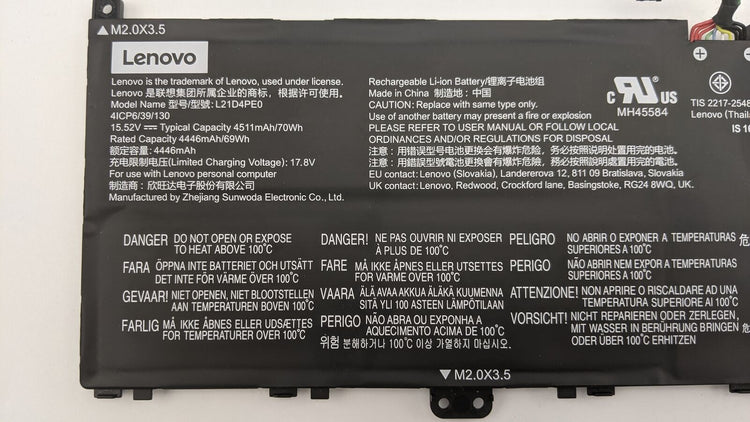 ▲M2.0X3.5
Lenovo
Lenovo is the trademark of Lenovo, used under license.
Lenovo 是联想集团所属企业的商标，根据许可使用。
Model Name 型号/型號: L21D4PE0
4ICP6/39/130
15.52V⎓ Typical Capacity 4511mAh/70Wh
Rated Capacity 4446mAh/69Wh
额定容量: 4446mAh
充电限制电压(Limited Charging Voltage): 17.8V
For use with Lenovo personal computer
制造商：欣旺达电子股份有限公司
Manufactured by Zhejiang Sunwoda Electronic Co., Ltd.
Rechargeable Li-ion Battery/锂离子电池组
Made in China 制造地：中国
CAUTION: Replace with same type only.
Use of another battery may present a fire or explosion
PLEASE REFER TO USER MANUAL OR FOLLOW LOCAL
ORDINANCES AND/OR REGULATIONS FOR DISPOSAL
注意：用错型号电池更换会有爆炸危险，务必按照说明处置用完的电池.
注意：用錯型號電池更換會有爆炸危險，務必按照說明處置用完的電池.
EU contact: Lenovo (Slovakia), Landererova 12, 811 09 Bratislava, Slovakia
UK contact: Lenovo, Redwood, Crockford lane, Basingstoke, RG24 8WQ, UK.
c RU US
MH45584
TIS 2217-2548
Lenovo (Thaila
IS 16
DANGER DO NOT OPEN OR EXPOSE
TO HEAT ABOVE 100°C
FARA ÖPPNA INTE BATTERIET OCH UTSÄTT
DET INTE FÖR VÄRME ÖVER 100°C
GEVAAR! NIET OPENEN, NIET BLOOTSTELLEN
AAN TEMPERATUREN BOVEN 100°C
FARLIG MÅ IKKE ÅBNES ELLER UDSÆTTES
FOR TEMPERATURER OVER 100°C
DANGER! NE PAS OUVRIR NI EXPOSER
À PLUS DE 100°C
FARE MÅ IKKE ÅPNES ELLER UTSETTES
FOR VARME OVER 100°C
VAARA ÄLÄ AVAA AKKUA ÄLÄKÄ KUUMENNA
SITA YLI 100 ASTEEN LÄMPÖTILAAN
PERIGO NÃO ABRA OU EXPONHA A
AQUECIMENTO ACIMA DE 100°C
위험 분해하거나 100°C 이상 가열하지 마십시오.
PELIGRO NO ABRIR O EXPONER A TEMPERATURAS
SUPERIORES A 100°C
PERIGO NÃO ABRIR NEM EXPOR A TEMPERATURAS
SUPERIORES A 100°C
ATTENZIONE! NON APRIRE O RISCALDARE AD UNA
TEMPERATURA SUPERIORE AI 100°C
VORSICHT! NICHT REPARIEREN ODER ZERLEGEN,
MIT WASSER IN BERÜHRUNG BRINGEN
ODER ÜBER 100°C ERHITZEN
危
危
▼M2.0X3.5